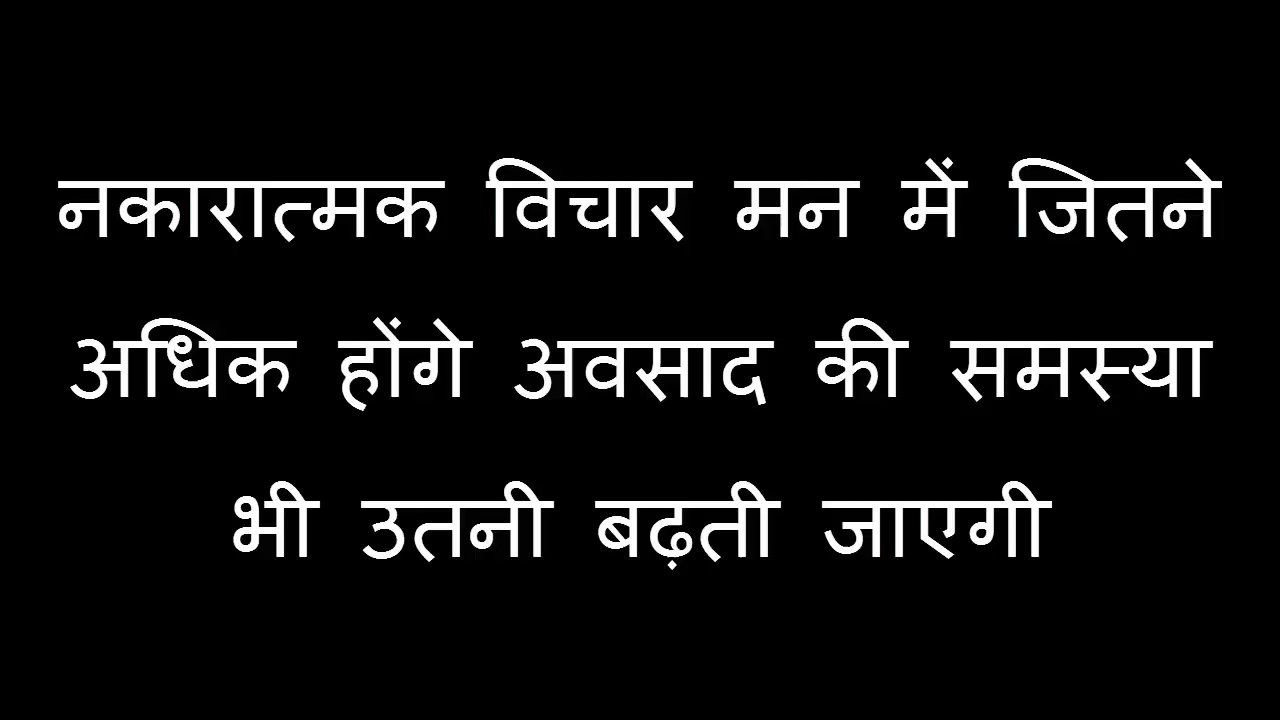 नकारात्मक विचार मन में जितने
अधिक होंगे अवसाद की समस्या
भी उतनी बढ़ती जाएगी